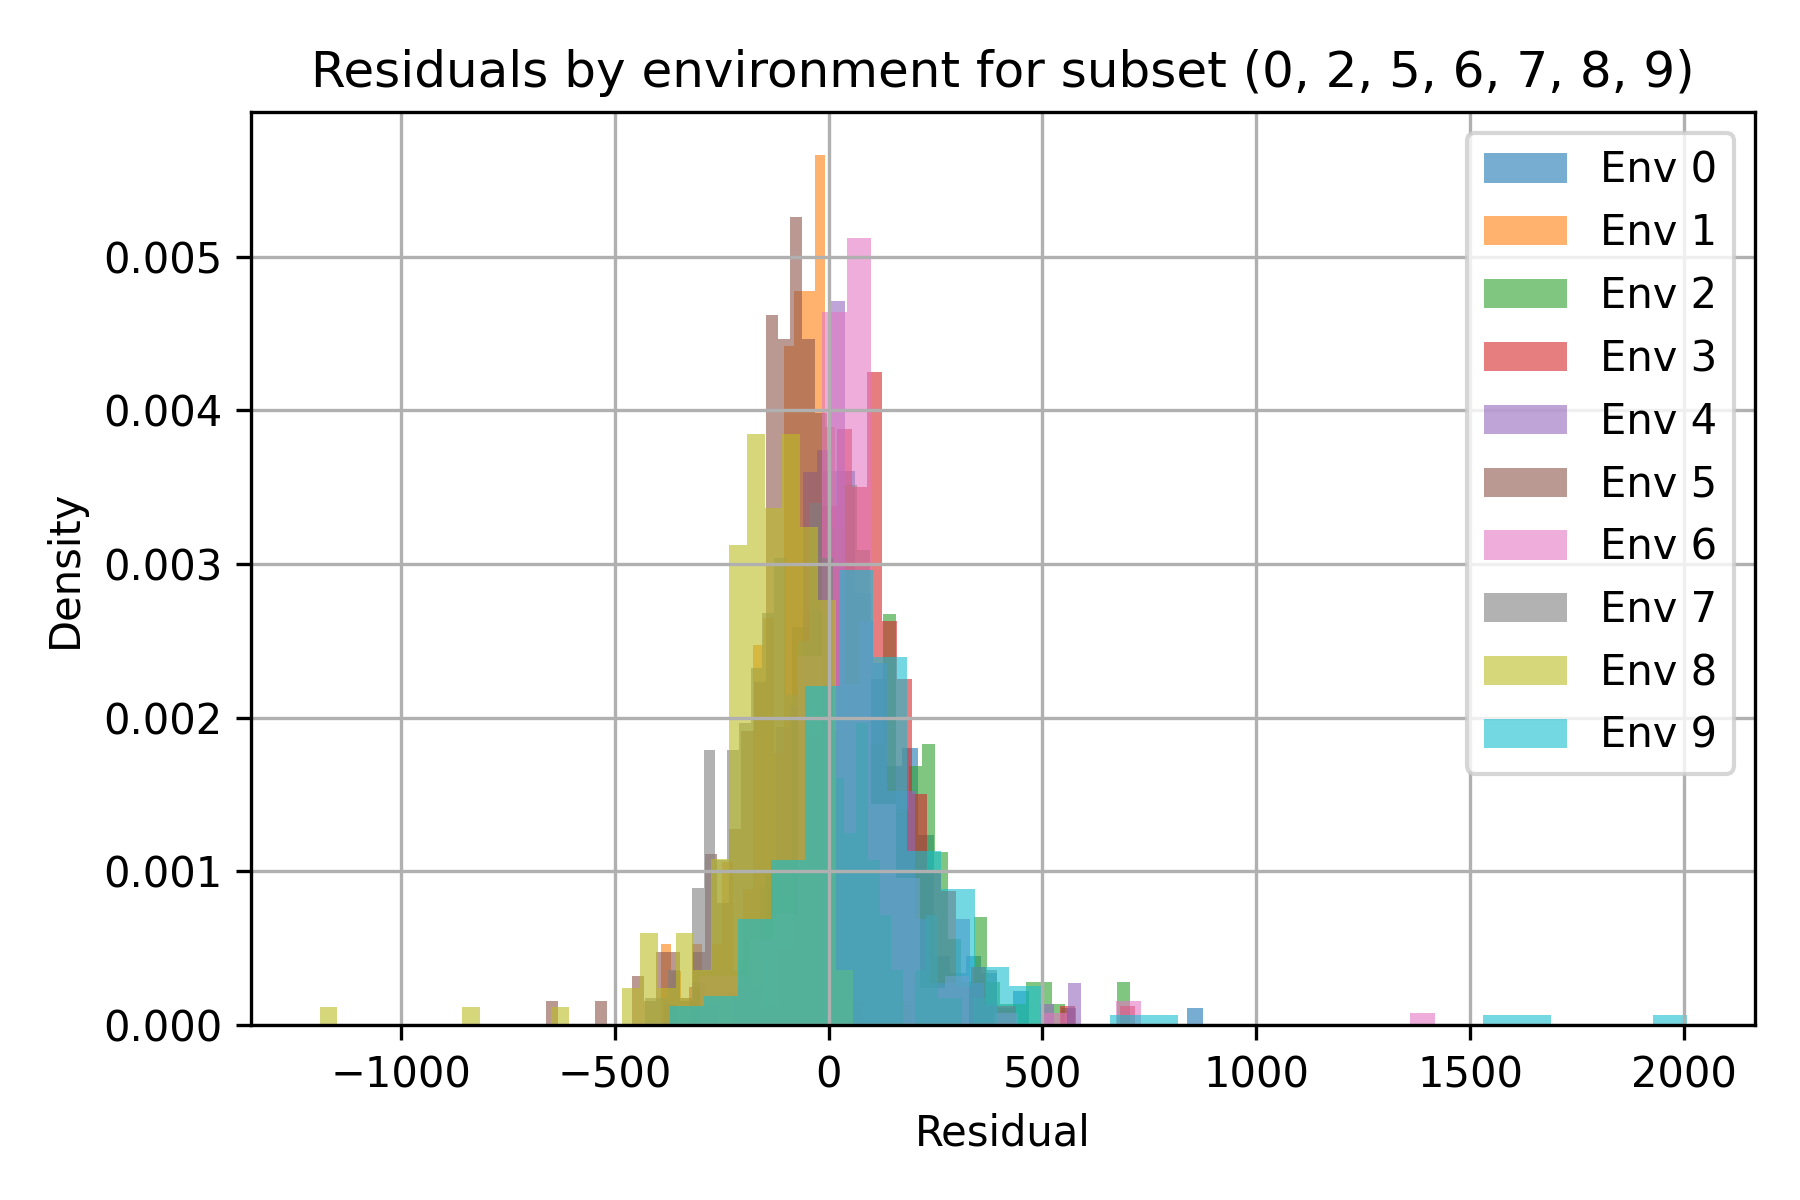 Residuals by environment for subset (0, 2, 5, 6, 7, 8, 9)
Env 0
Env 1
Env 2
Env 3
Env 4
Env 5
Env 6
Env 7
Env 8
Env 9
Density
0.005
0.004
0.003
0.002
0.001
0.000
−1000 −500 0 500 1000 1500 2000
Residual